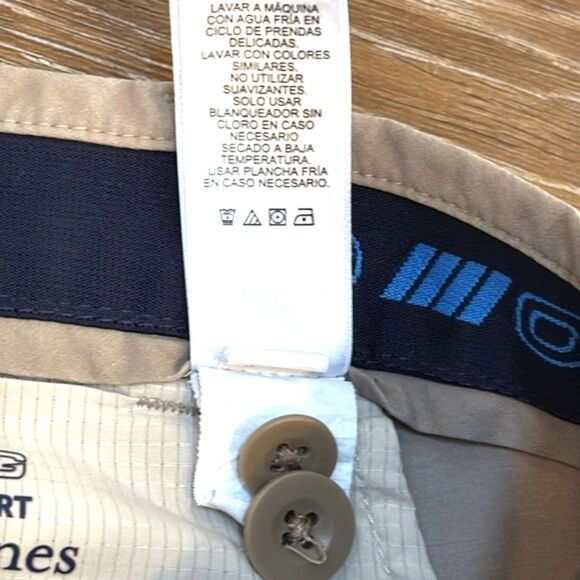 LAVAR A MÁQUINA
CON AGUA FRÍA EN
CICLO DE PRENDAS
DELICADAS.
LAVAR CON COLORES
SIMILARES.
NO UTILIZAR
SUAVIZANTES.
SOLO USAR
BLANQUEADOR SIN
CLORO EN CASO
NECESARIO.
SECADO A BAJA
TEMPERATURA.
USAR PLANCHA FRÍA
EN CASO NECESARIO.
G
RT
nes